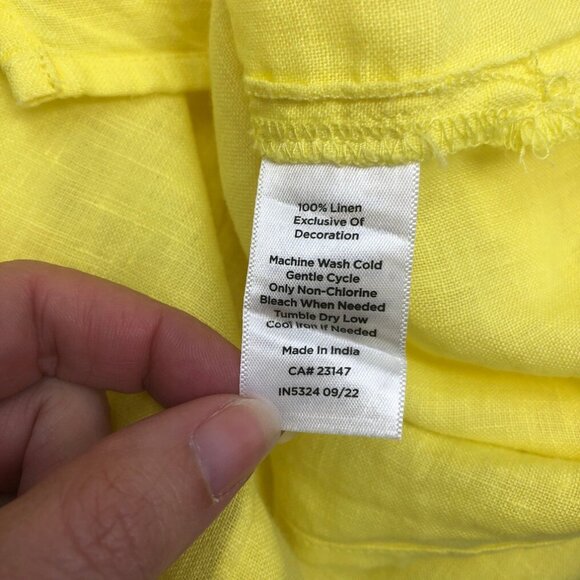 100% Linen
Exclusive Of
Decoration
Machine Wash Cold
Gentle Cycle
Only Non-Chlorine
Bleach When Needed
Tumble Dry Low
Cool Iron If Needed
Made In India
CA# 23147
IN5324 09/22